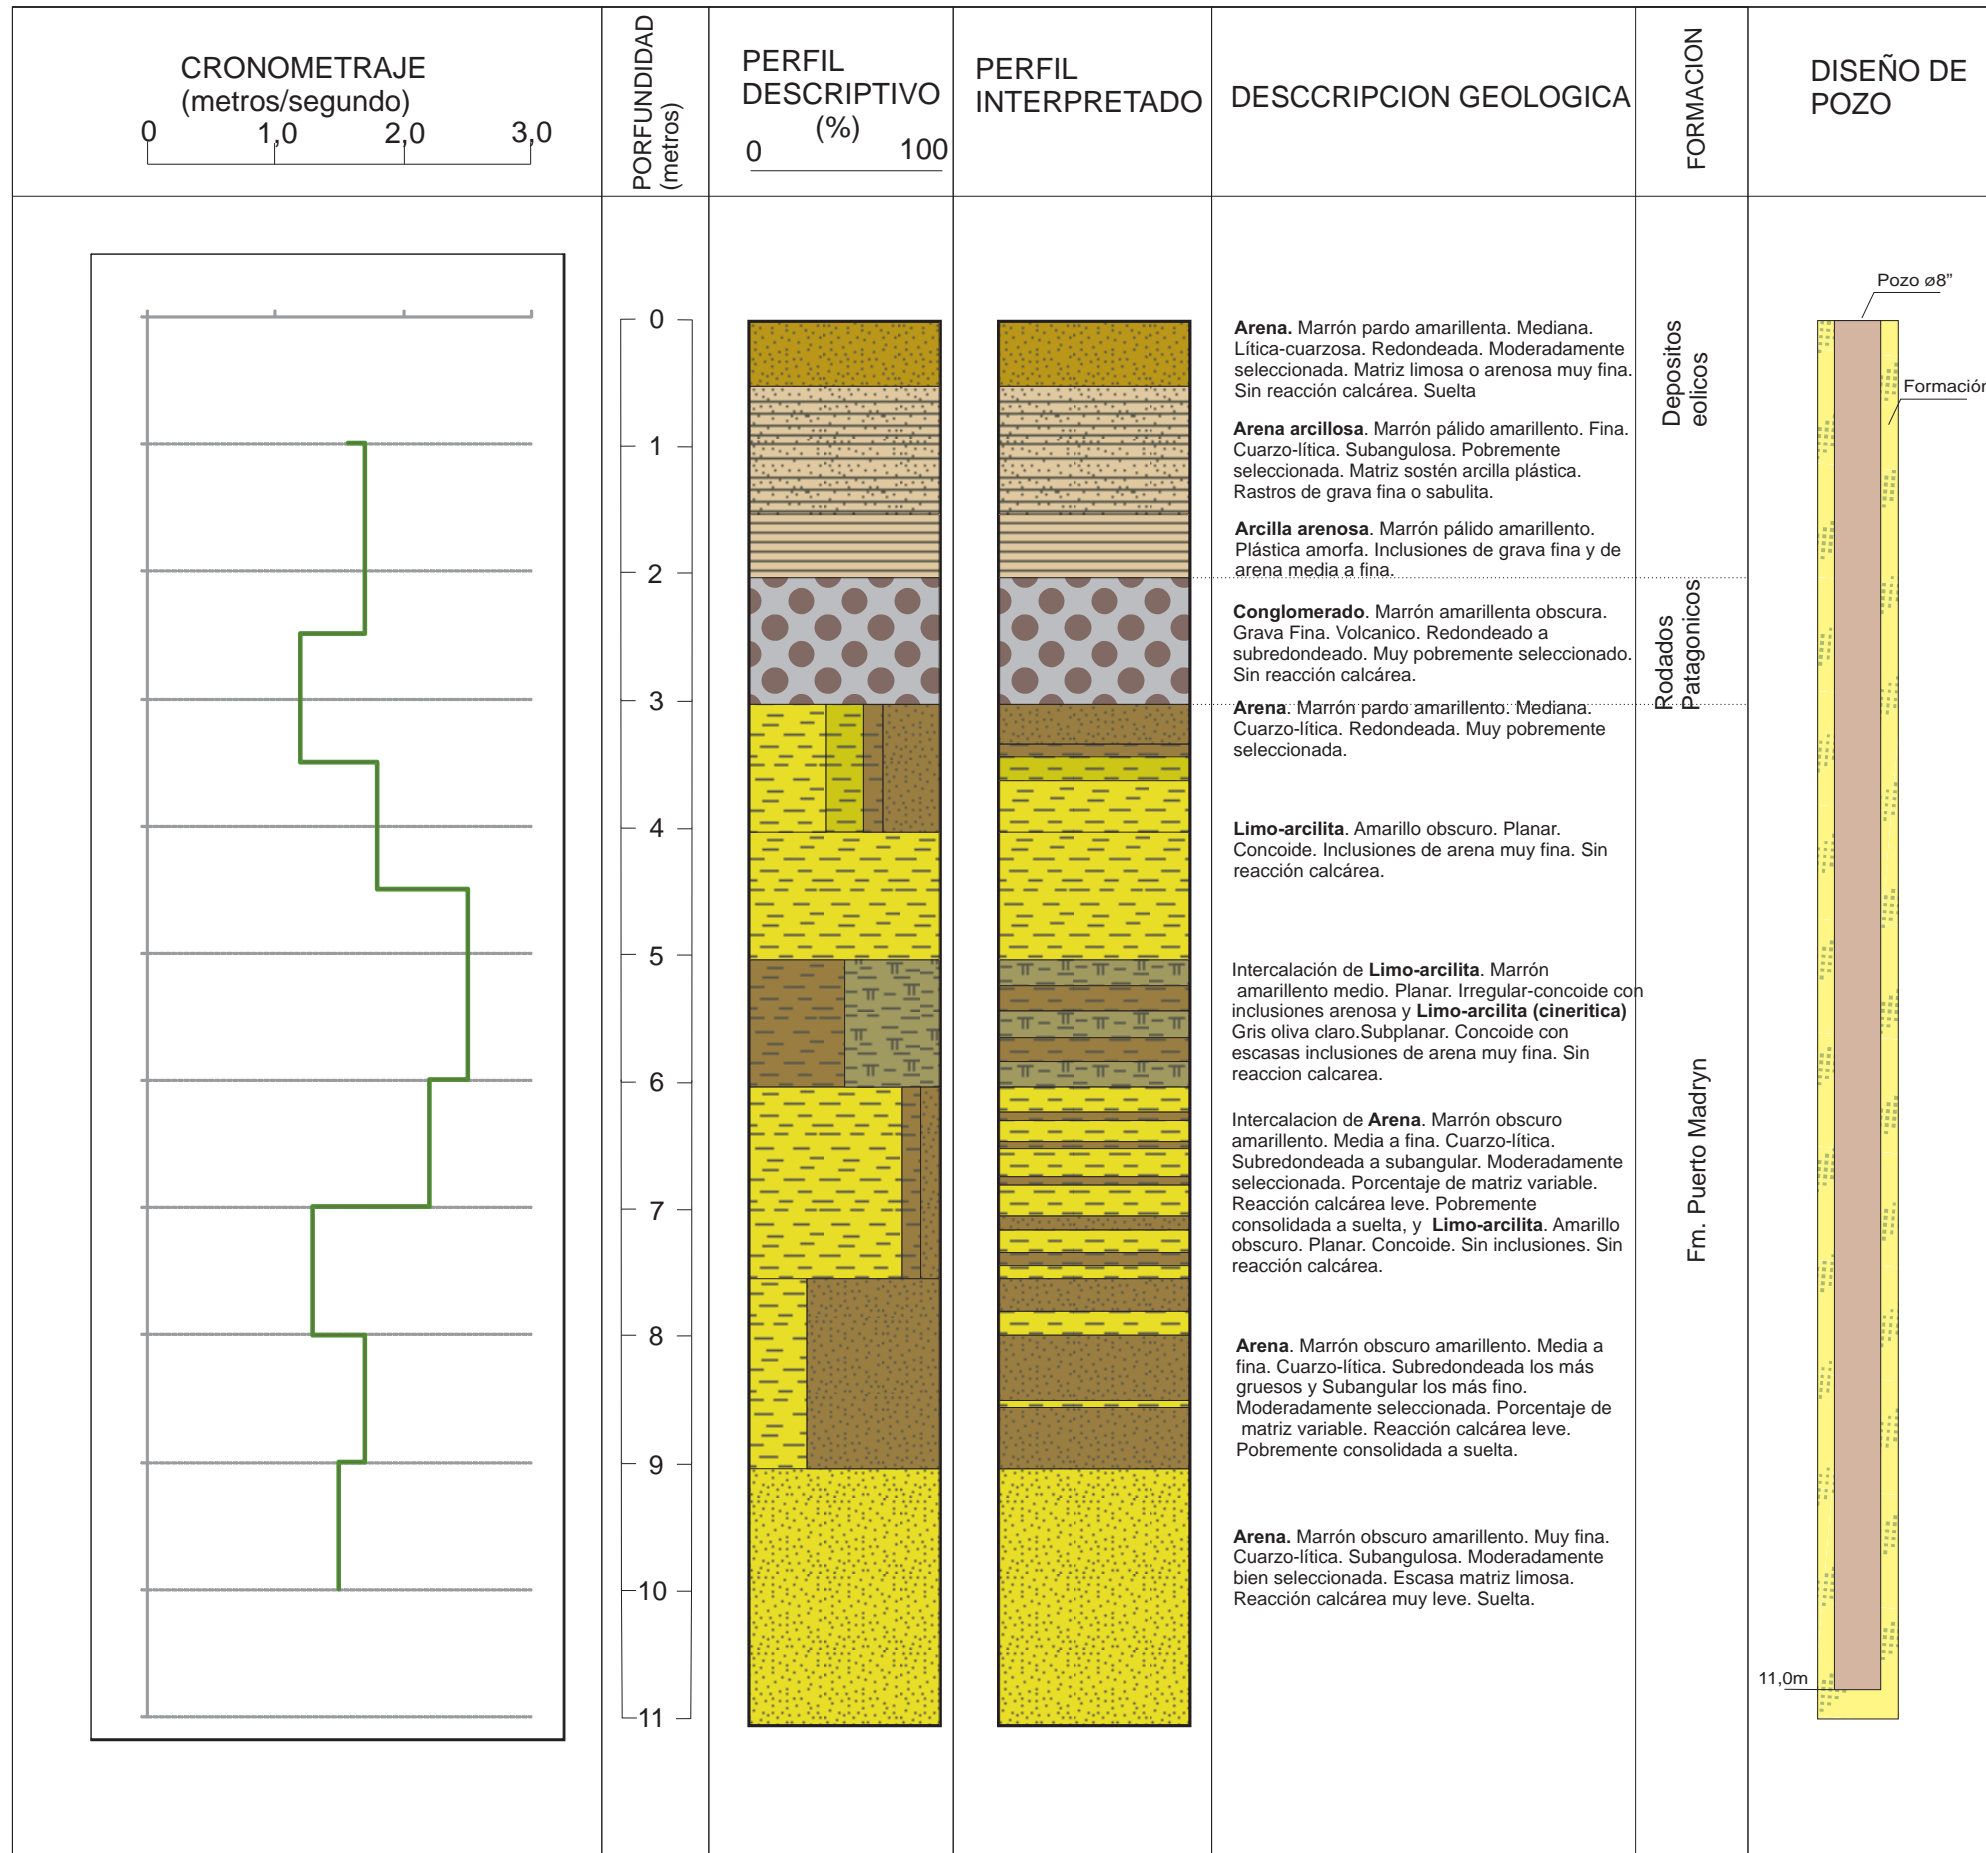 CRONOMETRAJE
(metros/segundo)
0 1,0 2,0 3,0
PORFUNDIDAD
(metros)
PERFIL
DESCRIPTIVO
(%)
0 100
PERFIL
INTERPRETADO
DESCCRIPCION GEOLOGICA
FORMACION
DISEÑO DE
POZO
0
1
2
3
4
5
6
7
8
9
10
11
Arena. Marrón pardo amarillenta. Mediana.
Lítica-cuarzosa. Redondeada. Moderadamente
seleccionada. Matriz limosa o arenosa muy fina.
Sin reacción calcárea. Suelta
Arena arcillosa. Marrón pálido amarillento. Fina.
Cuarzo-lítica. Subangulosa. Pobremente
seleccionada. Matriz sostén arcilla plástica.
Rastros de grava fina o sabulita.
Arcilla arenosa. Marrón pálido amarillento.
Plástica amorfa. Inclusiones de grava fina y de
arena media a fina.
Conglomerado. Marrón amarillenta obscura.
Grava Fina. Volcanico. Redondeado a
subredondeado. Muy pobremente seleccionado.
Sin reacción calcárea.
Arena. Marrón pardo amarillento. Mediana.
Cuarzo-lítica. Redondeada. Muy pobremente
seleccionada.
Limo-arcilita. Amarillo obscuro. Planar.
Concoide. Inclusiones de arena muy fina. Sin
reacción calcárea.
Intercalación de Limo-arcilita. Marrón
amarillento medio. Planar. Irregular-concoide con
inclusiones arenosa y Limo-arcilita (cineritica)
Gris oliva claro.Subplanar. Concoide con
escasas inclusiones de arena muy fina. Sin
reaccion calcarea.
Intercalacion de Arena. Marrón obscuro
amarillento. Media a fina. Cuarzo-lítica.
Subredondeada a subangular. Moderadamente
seleccionada. Porcentaje de matriz variable.
Reacción calcárea leve. Pobremente
consolidada a suelta, y Limo-arcilita. Amarillo
obscuro. Planar. Concoide. Sin inclusiones. Sin
reacción calcárea.
Arena. Marrón obscuro amarillento. Media a
fina. Cuarzo-lítica. Subredondeada los más
gruesos y Subangular los más fino.
Moderadamente seleccionada. Porcentaje de
matriz variable. Reacción calcárea leve.
Pobremente consolidada a suelta.
Arena. Marrón obscuro amarillento. Muy fina.
Cuarzo-lítica. Subangulosa. Moderadamente
bien seleccionada. Escasa matriz limosa.
Reacción calcárea muy leve. Suelta.
Depositos
eolicos
Rodados
Patagonicos
Fm. Puerto Madryn
Pozo ø8”
Formación
11,0m